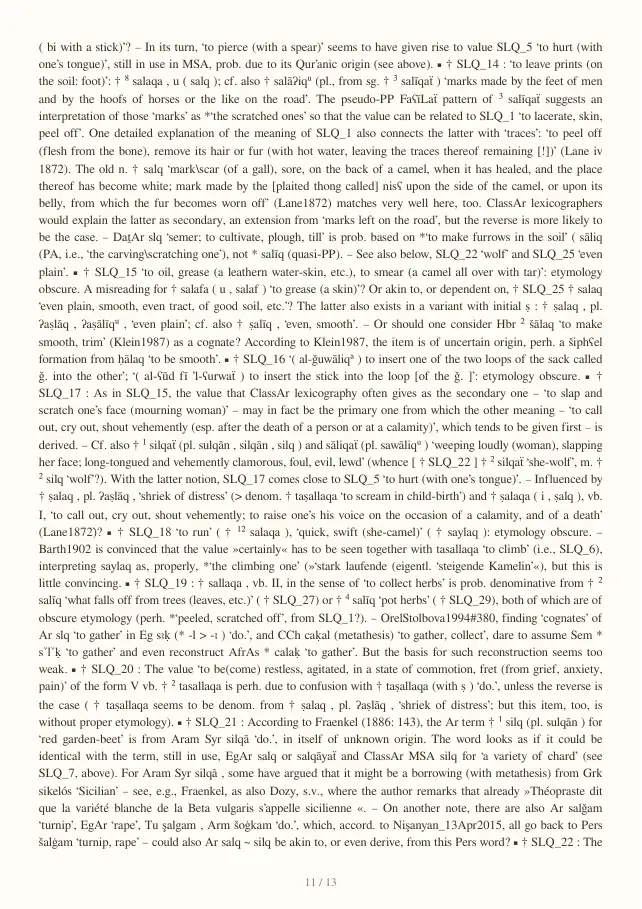 ( bi with a stick)’? – In its turn, ‘to pierce (with a spear)’ seems to have given rise to value SLQ_5 ‘to hurt (with
one’s tongue)’, still in use in MSA, prob. due to its Qurʾanic origin (see above). ▪ † SLQ_14 : ‘to leave prints (on
the soil: foot)’: † ⁸ salaqa , u ( salq ); cf. also † salāʔiqᵘ (pl., from sg. † ³ salīqaẗ ) ‘marks made by the feet of men
and by the hoofs of horses or the like on the road’. The pseudo-PP FaʕīLaẗ pattern of ³ salīqaẗ suggests an
interpretation of those ‘marks’ as *‘the scratched ones’ so that the value can be related to SLQ_1 ‘to lacerate, skin,
peel off’. One detailed explanation of the meaning of SLQ_1 also connects the latter with ‘traces’: ‘to peel off
(flesh from the bone), remove its hair or fur (with hot water, leaving the traces thereof remaining [!])’ (Lane iv
1872). The old n. † salq ‘mark\scar (of a gall), sore, on the back of a camel, when it has healed, and the place
thereof has become white; mark made by the [plaited thong called] nisʕ upon the side of the camel, or upon its
belly, from which the fur becomes worn off’ (Lane1872) matches very well here, too. ClassAr lexicographers
would explain the latter as secondary, an extension from ‘marks left on the road’, but the reverse is more likely to
be the case. – DaṯAr slq ‘semer; to cultivate, plough, till’ is prob. based on *‘to make furrows in the soil’ ( sāliq
(PA, i.e., ‘the carving\scratching one’), not * salīq (quasi-PP). – See also below, SLQ_22 ‘wolf’ and SLQ_25 ‘even
plain’. ▪ † SLQ_15 ‘to oil, grease (a leathern water-skin, etc.), to smear (a camel all over with tar)’: etymology
obscure. A misreading for † salafa ( u , salaf ) ‘to grease (a skin)’? Or akin to, or dependent on, † SLQ_25 † salaq
‘even plain, smooth, even tract, of good soil, etc.’? The latter also exists in a variant with initial ṣ : † ṣalaq , pl.
ʔaṣlāq , ʔaṣālīqᵘ , ‘even plain’; cf. also † ṣalīq , ‘even, smooth’. – Or should one consider Hbr ² šālaq ‘to make
smooth, trim’ (Klein1987) as a cognate? According to Klein1987, the item is of uncertain origin, perh. a šiphʕel
formation from ḥālaq ‘to be smooth’. ▪ † SLQ_16 ‘( al-ǧuwāliqᵃ ) to insert one of the two loops of the sack called
ǧ. into the other’; ‘( al-ʕūd fī ’l-ʕurwaẗ ) to insert the stick into the loop [of the ǧ. ]’: etymology obscure. ▪ †
SLQ_17 : As in SLQ_15, the value that ClassAr lexicography often gives as the secondary one – ‘to slap and
scratch one’s face (mourning woman)’ – may in fact be the primary one from which the other meaning – ‘to call
out, cry out, shout vehemently (esp. after the death of a person or at a calamity)’, which tends to be given first – is
derived. – Cf. also † ¹ silqaẗ (pl. sulqān , silqān , silq ) and sāliqaẗ (pl. sawāliqᵘ ) ‘weeping loudly (woman), slapping
her face; long-tongued and vehemently clamorous, foul, evil, lewd’ (whence [ † SLQ_22 ] † ² silqaẗ ‘she-wolf’, m. †
² silq ‘wolf’?). With the latter notion, SLQ_17 comes close to SLQ_5 ‘to hurt (with one’s tongue)’. – Influenced by
† ṣalaq , pl. ʔaṣlāq , ‘shriek of distress’ (> denom. † taṣallaqa ‘to scream in child-birth’) and † ṣalaqa ( i , ṣalq ), vb.
I, ‘to call out, cry out, shout vehemently; to raise one’s his voice on the occasion of a calamity, and of a death’
(Lane1872)? ▪ † SLQ_18 ‘to run’ ( † ¹² salaqa ), ‘quick, swift (she-camel)’ ( † saylaq ): etymology obscure. –
Barth1902 is convinced that the value »certainly« has to be seen together with tasallaqa ‘to climb’ (i.e., SLQ_6),
interpreting saylaq as, properly, *‘the climbing one’ (»‘stark laufende (eigentl. ‘steigende Kamelin’«), but this is
little convincing. ▪ † SLQ_19 : † sallaqa , vb. II, in the sense of ‘to collect herbs’ is prob. denominative from † ²
salīq ‘what falls off from trees (leaves, etc.)’ ( † SLQ_27) or † ⁴ salīq ‘pot herbs’ ( † SLQ_29), both of which are of
obscure etymology (perh. *‘peeled, scratched off’, from SLQ_1?). – OrelStolbova1994#380, finding ‘cognates’ of
Ar slq ‘to gather’ in Eg sıḳ (* -l > -ı ) ‘do.’, and CCh caḳal (metathesis) ‘to gather, collect’, dare to assume Sem *
sˇlˇḳ ‘to gather’ and even reconstruct AfrAs * calaḳ ‘to gather’. But the basis for such reconstruction seems too
weak. ▪ † SLQ_20 : The value ‘to be(come) restless, agitated, in a state of commotion, fret (from grief, anxiety,
pain)’ of the form V vb. † ² tasallaqa is perh. due to confusion with † taṣallaqa (with ṣ ) ‘do.’, unless the reverse is
the case ( † taṣallaqa seems to be denom. from † ṣalaq , pl. ʔaṣlāq , ‘shriek of distress’; but this item, too, is
without proper etymology). ▪ † SLQ_21 : According to Fraenkel (1886: 143), the Ar term † ¹ silq (pl. sulqān ) for
‘red garden-beet’ is from Aram Syr silqā ‘do.’, in itself of unknown origin. The word looks as if it could be
identical with the term, still in use, EgAr salq or salqāyaẗ and ClassAr MSA silq for ‘a variety of chard’ (see
SLQ_7, above). For Aram Syr silqā , some have argued that it might be a borrowing (with metathesis) from Grk
sikelós ‘Sicilian’ – see, e.g., Fraenkel, as also Dozy, s.v., where the author remarks that already »Théopraste dit
que la variété blanche de la Beta vulgaris s’appelle sicilienne «. – On another note, there are also Ar salǧam
‘turnip’, EgAr ‘rape’, Tu şalgam , Arm šoġkam ‘do.’, which, accord. to Nişanyan_13Apr2015, all go back to Pers
šalġam ‘turnip, rape’ – could also Ar salq ~ silq be akin to, or even derive, from this Pers word? ▪ † SLQ_22 : The
11 / 13